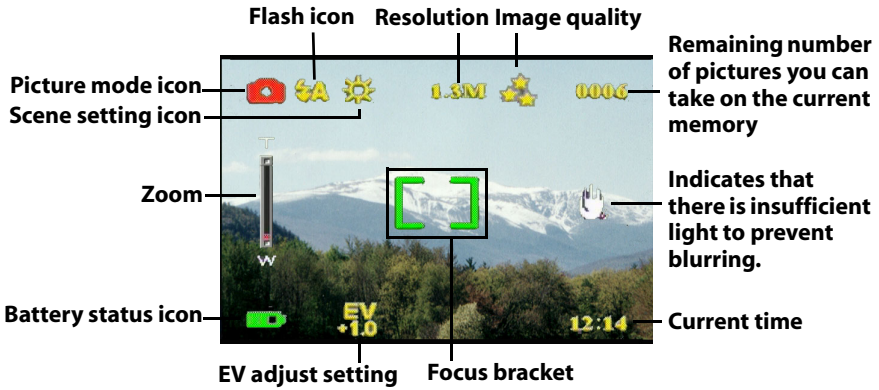 Flash icon
Resolution
Image quality
Picture mode icon
Scene setting icon
A
1.3M
0006
Remaining number
of pictures you can
take on the current
memory
T
Zoom
W
Indicates that
there is insufficient
light to prevent
blurring.
Battery status icon
EV
+1.0
12:14
Current time
EV adjust setting
Focus bracket